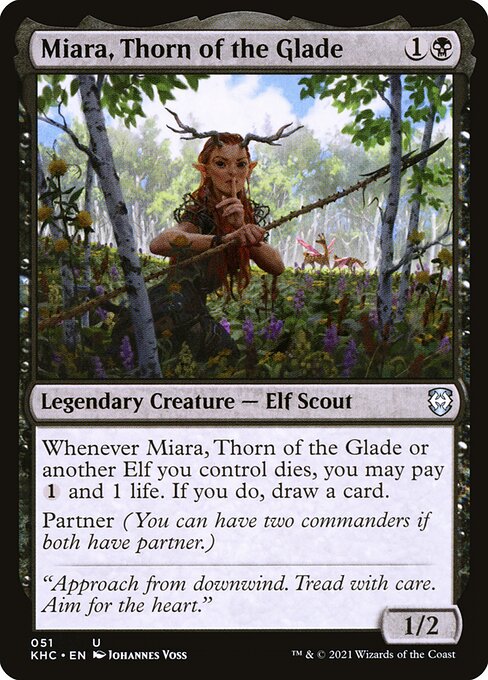 Miara, Thorn of the Glade 1
Legendary Creature — Elf Scout
Whenever Miara, Thorn of the Glade or
another Elf you control dies, you may pay
1 and 1 life. If you do, draw a card.
Partner (You can have two commanders if
both have partner.)
“Approach from downwind. Tread with care.
Aim for the heart.”
1/2
051 U
KHC • EN Johannes Voss ™ & © 2021 Wizards of the Coast